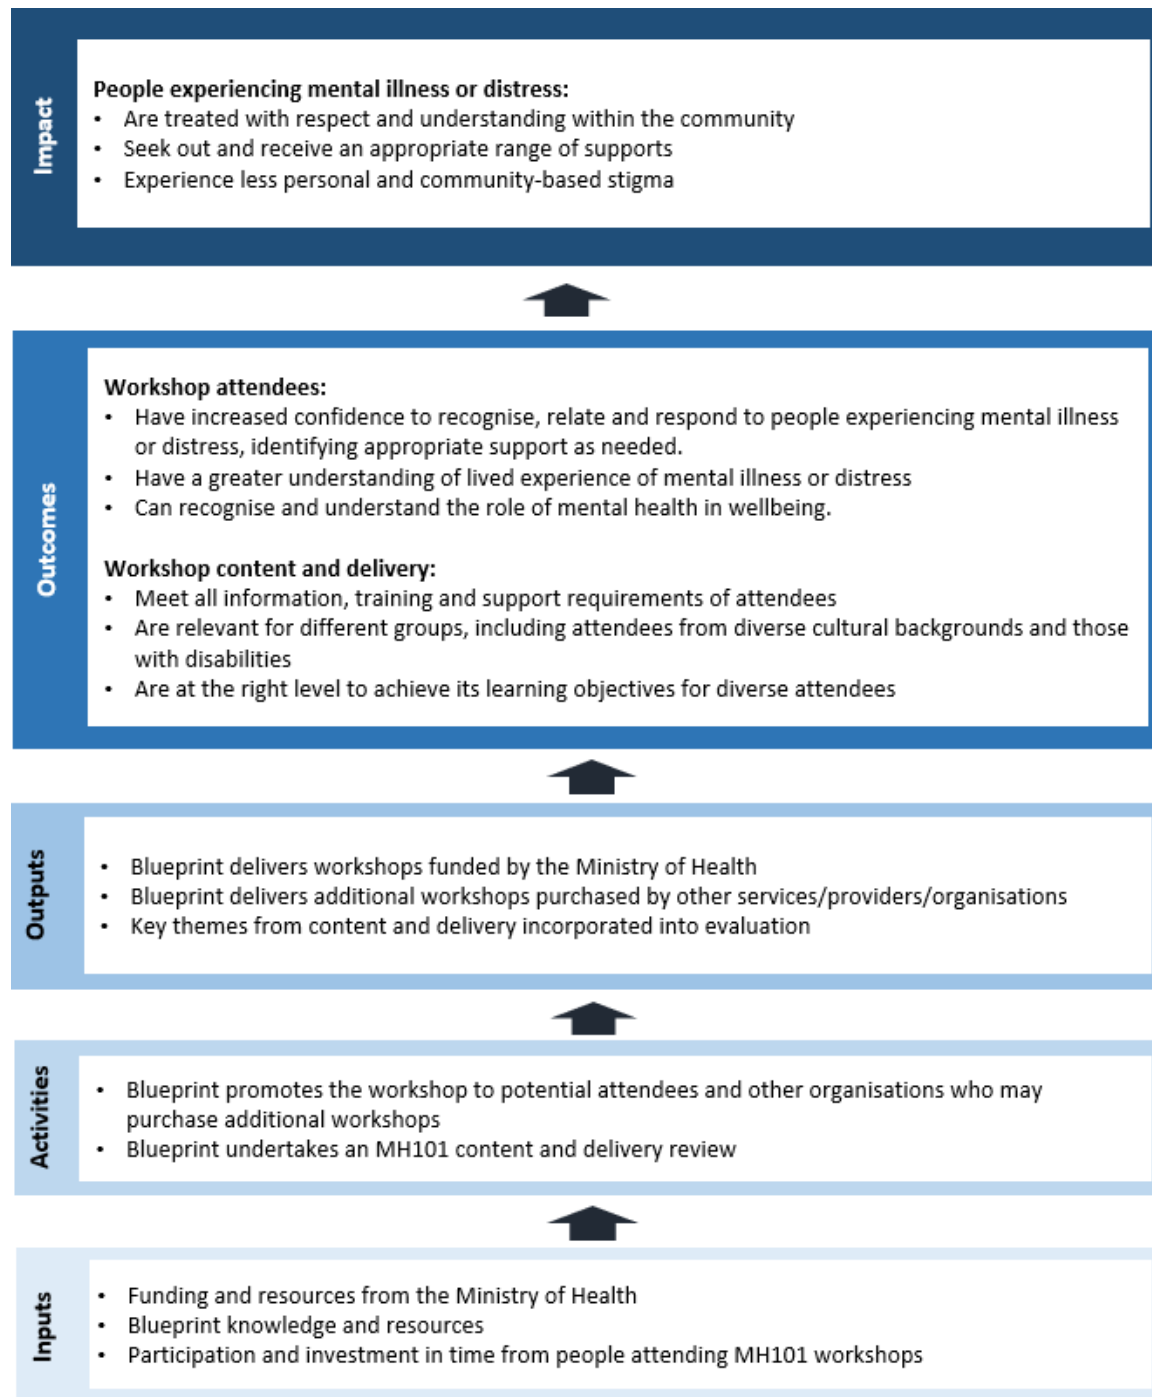 Impact
People experiencing mental illness or distress:
• Are treated with respect and understanding within the community
• Seek out and receive an appropriate range of supports
• Experience less personal and community-based stigma
Outcomes
Workshop attendees:
• Have increased confidence to recognise, relate and respond to people experiencing mental illness
or distress, identifying appropriate support as needed.
• Have a greater understanding of lived experience of mental illness or distress
• Can recognise and understand the role of mental health in wellbeing.
Workshop content and delivery:
• Meet all information, training and support requirements of attendees
• Are relevant for different groups, including attendees from diverse cultural backgrounds and those
with disabilities
• Are at the right level to achieve its learning objectives for diverse attendees
Outputs
• Blueprint delivers workshops funded by the Ministry of Health
• Blueprint delivers additional workshops purchased by other services/providers/organisations
• Key themes from content and delivery incorporated into evaluation
Activities
• Blueprint promotes the workshop to potential attendees and other organisations who may
purchase additional workshops
• Blueprint undertakes an MH101 content and delivery review
Inputs
• Funding and resources from the Ministry of Health
• Blueprint knowledge and resources
• Participation and investment in time from people attending MH101 workshops